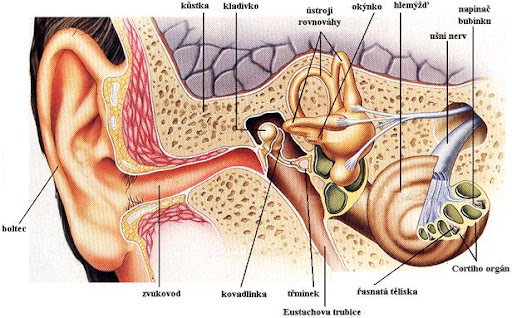 kůstka
kladívko
ústrojí
rovnováhy
okýnko
hlemýžď
ušní nerv
napínač
bubínku
boltec
zvukovod
kovadlinka
třmínek
Eustachova trubice
řasnatá tělíska
Cortiho orgán